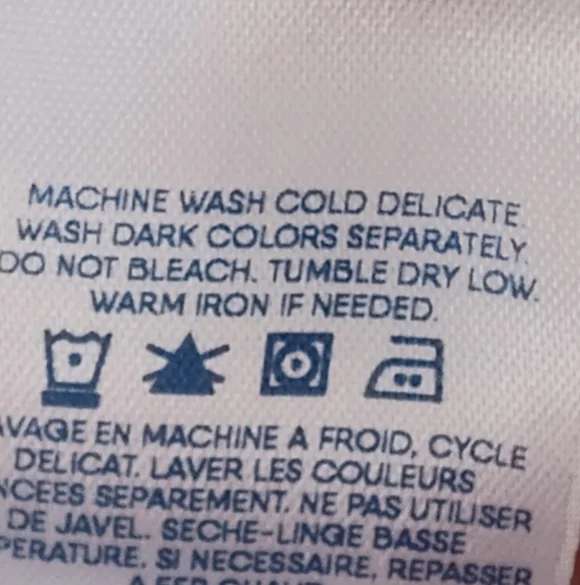 MACHINE WASH COLD DELICATE.
WASH DARK COLORS SEPARATELY.
DO NOT BLEACH. TUMBLE DRY LOW.
WARM IRON IF NEEDED.
AVAGE EN MACHINE A FROID, CYCLE
DELICAT. LAVER LES COULEURS
NCEES SEPAREMENT. NE PAS UTILISER
DE JAVEL. SECHE-LINGE BASSE
PERATURE. SI NECESSAIRE, REPASSER
A FER